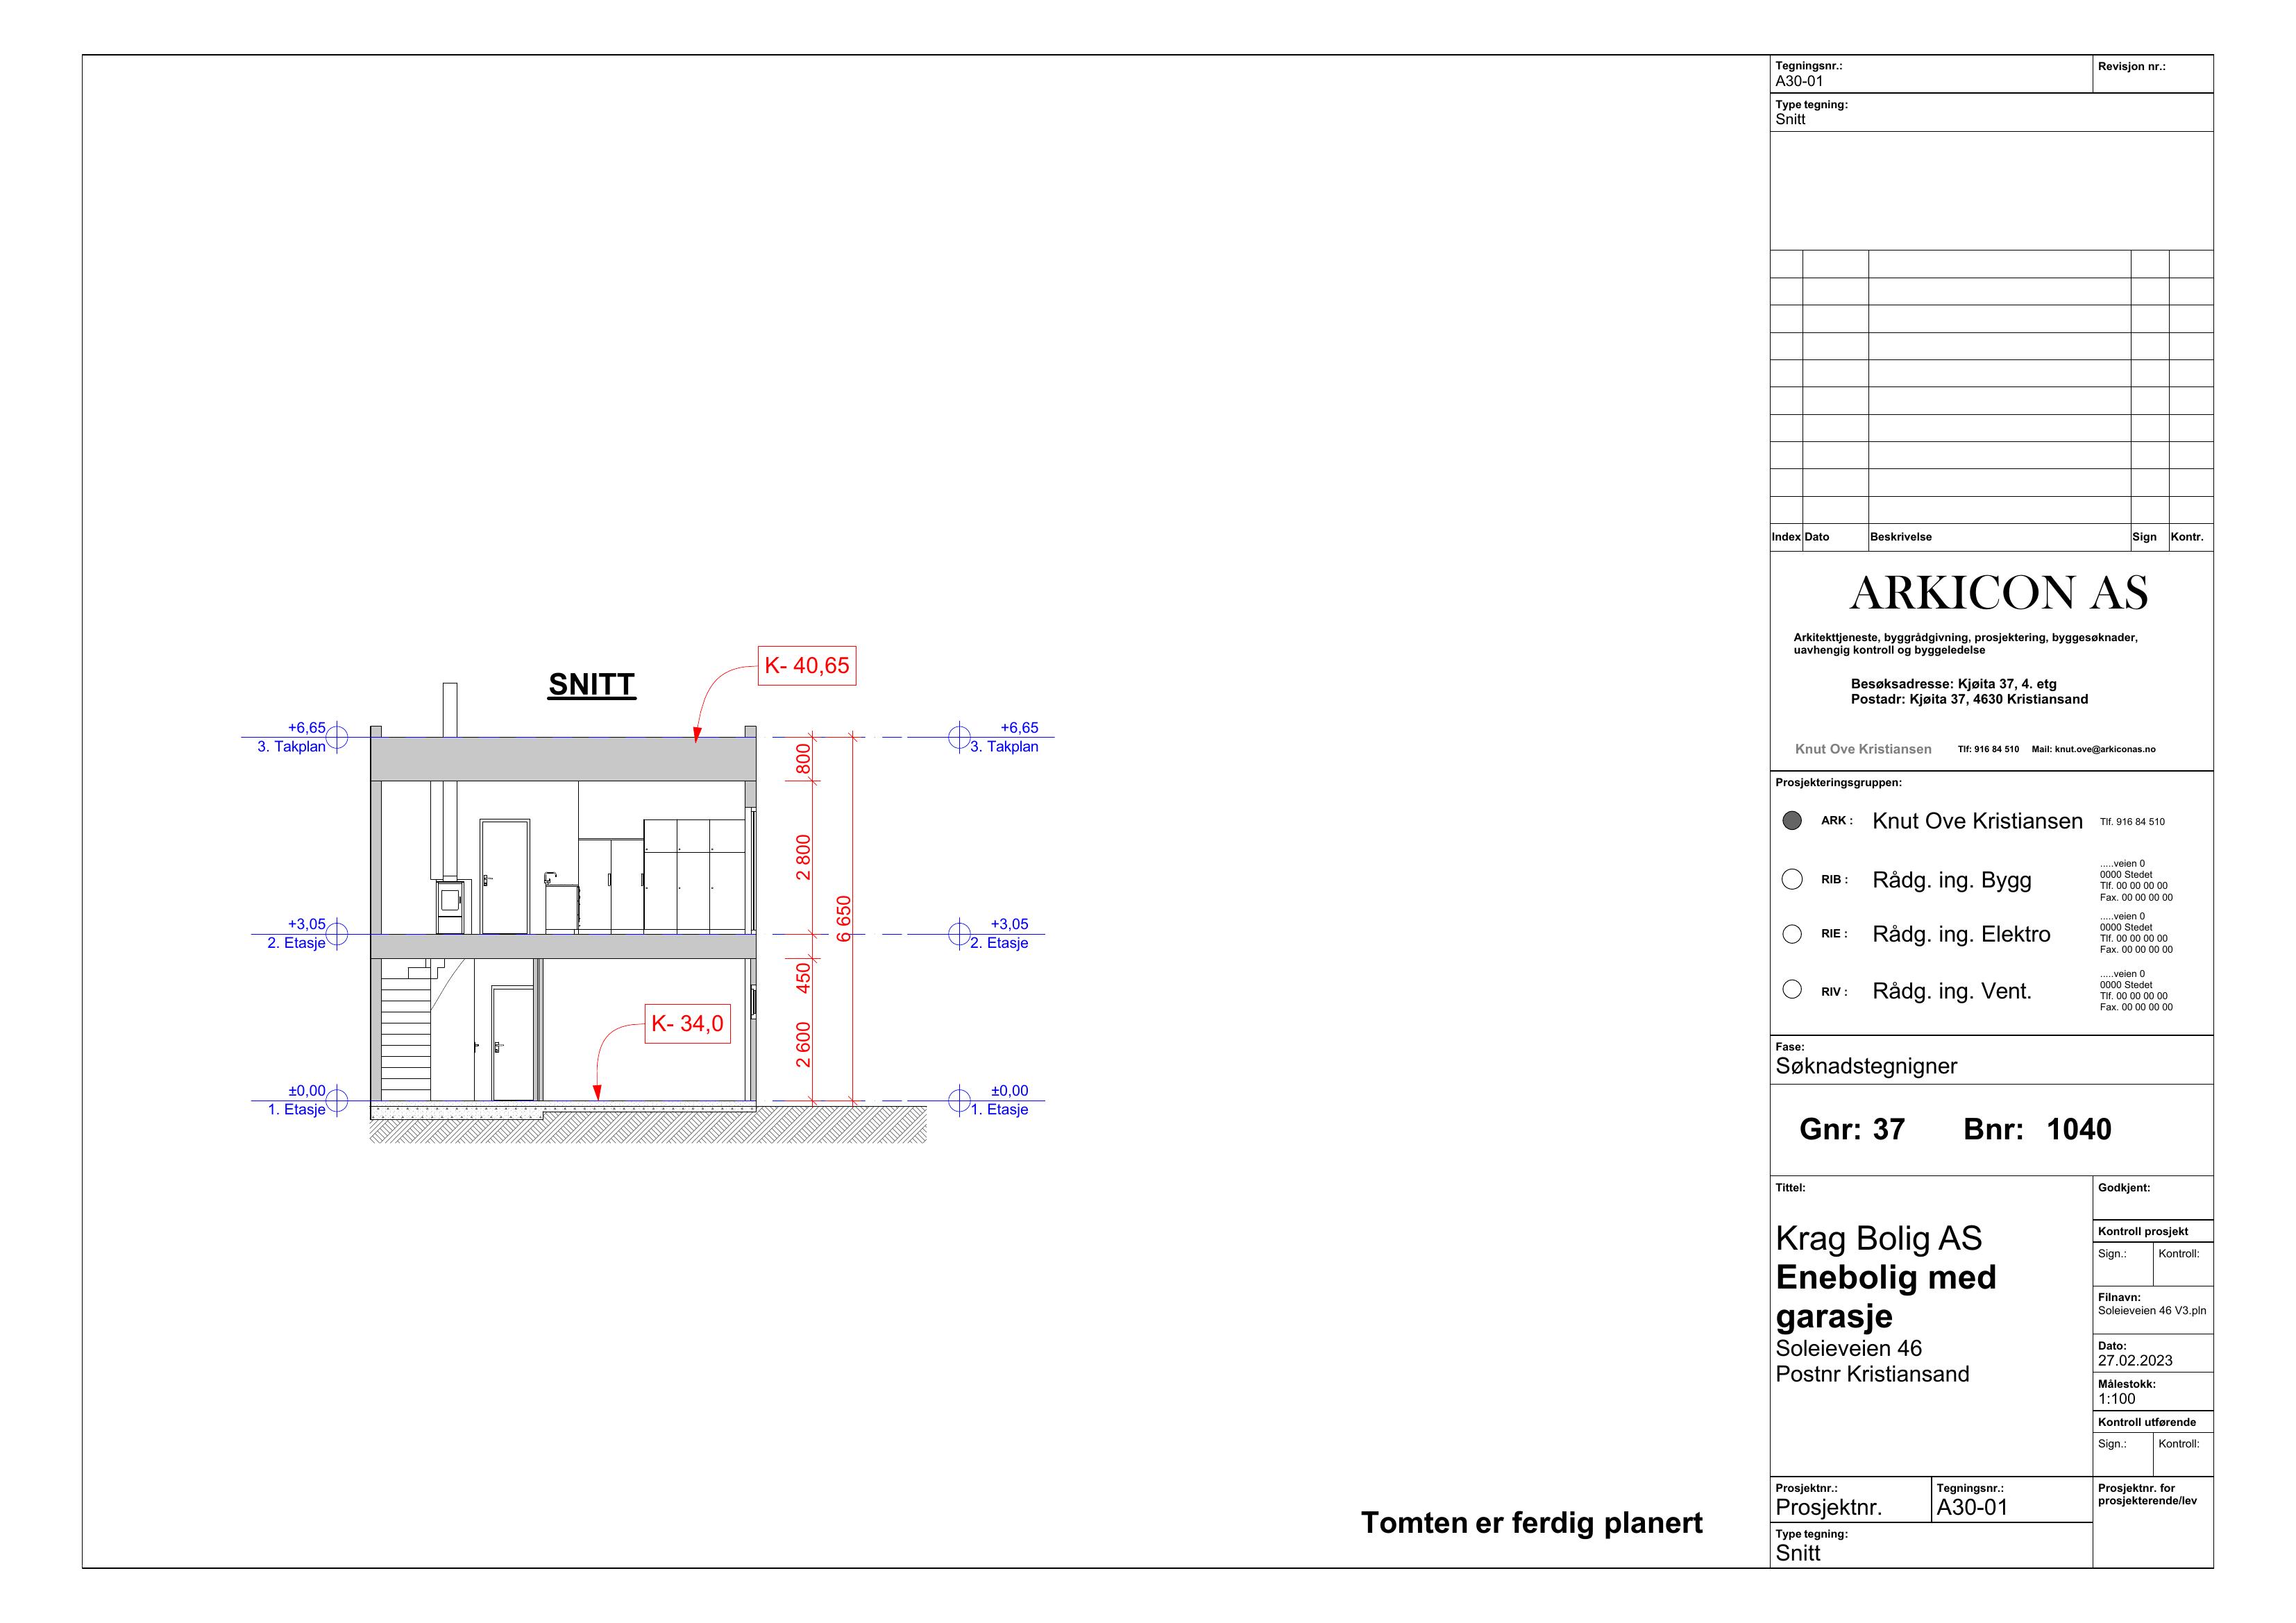 Tegningsnr.:
A30-01
Revisjon nr.:
Type tegning:
Snitt
Index Dato Beskrivelse Sign Kontr.
ARKICON AS
Arkitekttjeneste, byggrådgivning, prosjektering, byggesøknader,
uavhengig kontroll og byggeledelse
Besøksadresse: Kjøita 37, 4. etg
Postadr: Kjøita 37, 4630 Kristiansand
Knut Ove Kristiansen Tlf: 916 84 510 Mail: knut.ove@arkiconas.no
Prosjekteringsgruppen:
ARK : Knut Ove Kristiansen Tlf. 916 84 510
RIB : Rådg. ing. Bygg
.....veien 0
0000 Stedet
Tlf. 00 00 00 00
Fax. 00 00 00 00
RIE : Rådg. ing. Elektro
.....veien 0
0000 Stedet
Tlf. 00 00 00 00
Fax. 00 00 00 00
RIV : Rådg. ing. Vent.
.....veien 0
0000 Stedet
Tlf. 00 00 00 00
Fax. 00 00 00 00
Fase:
Søknadstegnigner
Gnr: 37 Bnr: 1040
Tittel:
Krag Bolig AS
Enebolig med
garasje
Soleieveien 46
Postnr Kristiansand
Godkjent:
Kontroll prosjekt
Sign.: Kontroll:
Filnavn:
Soleieveien 46 V3.pln
Dato:
27.02.2023
Målestokk:
1:100
Kontroll utførende
Sign.: Kontroll:
Prosjektnr.:
Prosjektnr.
Tegningsnr.:
A30-01
Prosjektnr. for
prosjekterende/lev
Type tegning:
Snitt
SNITT
K- 40,65
+6,65
3. Takplan
+6,65
3. Takplan
800
2 800
6 650
+3,05
2. Etasje
+3,05
2. Etasje
450
K- 34,0
2 600
±0,00
1. Etasje
±0,00
1. Etasje
Tomten er ferdig planert